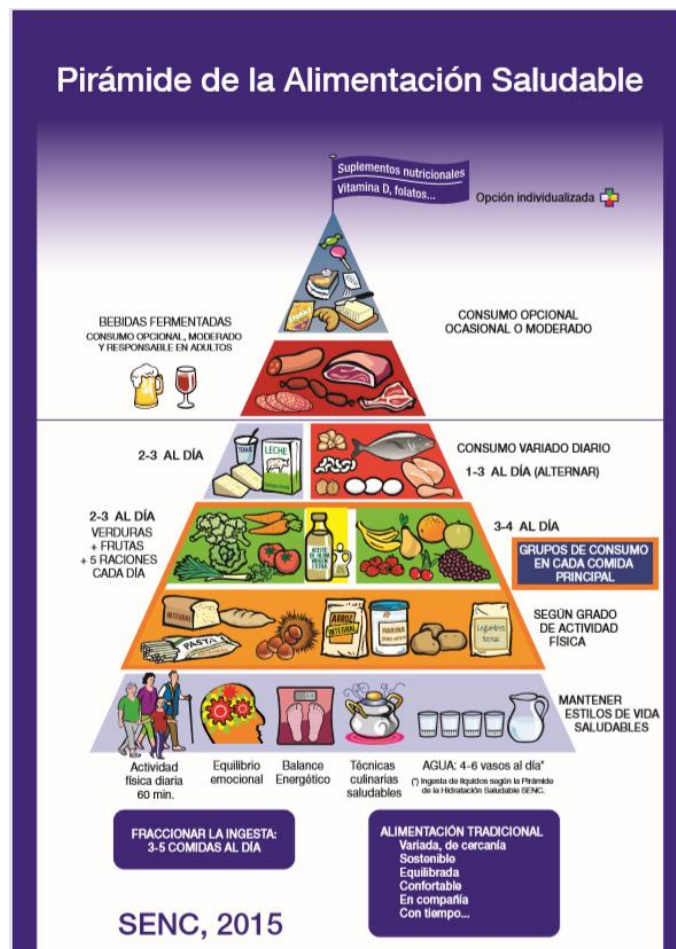 Pirámide de la Alimentación Saludable
Suplementos nutricionales
Vitamina D, folatos...
Opción individualizada
BEBIDAS FERMENTADAS
CONSUMO OPCIONAL, MODERADO
Y RESPONSABLE EN ADULTOS
CONSUMO OPCIONAL
OCASIONAL O MODERADO
2-3 AL DÍA
LECHE
CONSUMO VARIADO DIARIO
1-3 AL DÍA (ALTERNAR)
2-3 AL DÍA
VERDURAS
+ FRUTAS
+ 5 RACIONES
CADA DÍA
ACEITE
DE OLIVA
VIRGEN
EXTRA
3-4 AL DÍA
GRUPOS DE CONSUMO
EN CADA COMIDA
PRINCIPAL
INTEGRAL
PASTA
ARROZ
INTEGRAL
HARINA
Legumbres
tiernas
SEGÚN GRADO
DE ACTIVIDAD
FÍSICA
MANTENER
ESTILOS DE VIDA
SALUDABLES
Actividad
física diaria
60 min.
Equilibrio
emocional
Balance
Energético
Técnicas
culinarias
saludables
AGUA: 4-6 vasos al día*
(*) Ingesta de líquidos según la Pirámide
de la Hidratación Saludable SENC.
FRACCIONAR LA INGESTA:
3-5 COMIDAS AL DÍA
ALIMENTACIÓN TRADICIONAL
Variada, de cercanía
Sostenible
Equilibrada
Confortable
En compañía
Con tiempo...
SENC, 2015